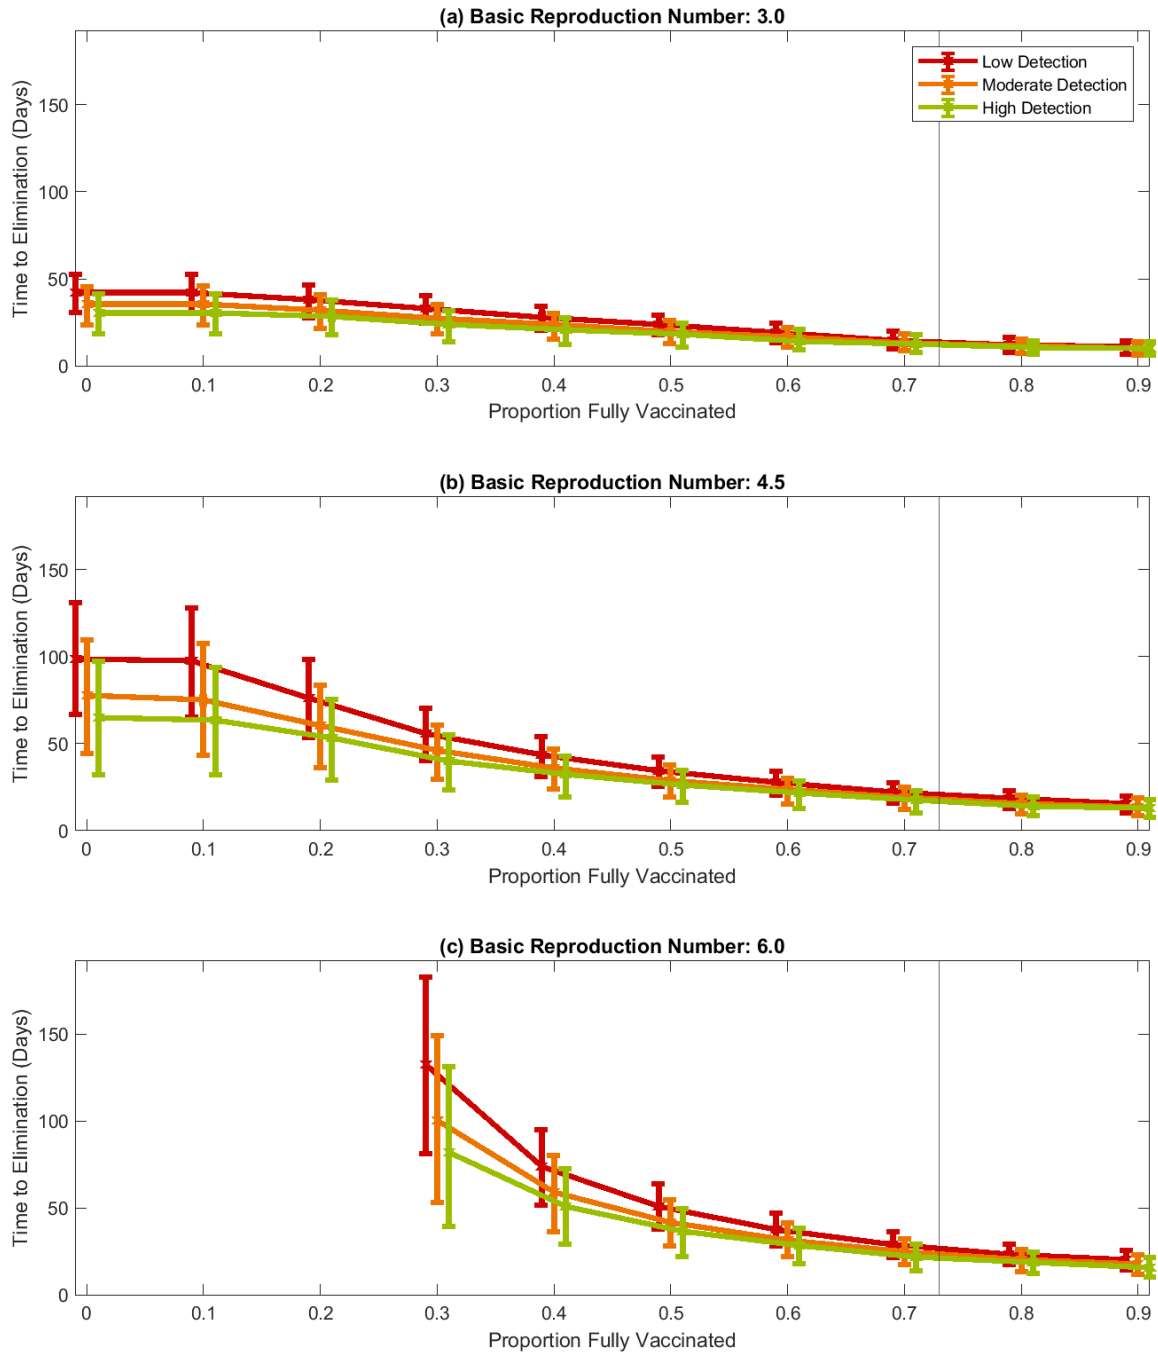 (a) Basic Reproduction Number: 3.0
Time to Elimination (Days)
150
100
50
0
Low Detection
Moderate Detection
High Detection
0 0.1 0.2 0.3 0.4 0.5 0.6 0.7 0.8 0.9
Proportion Fully Vaccinated
(b) Basic Reproduction Number: 4.5
Time to Elimination (Days)
150
100
50
0
0 0.1 0.2 0.3 0.4 0.5 0.6 0.7 0.8 0.9
Proportion Fully Vaccinated
(c) Basic Reproduction Number: 6.0
Time to Elimination (Days)
150
100
50
0
0 0.1 0.2 0.3 0.4 0.5 0.6 0.7 0.8 0.9
Proportion Fully Vaccinated